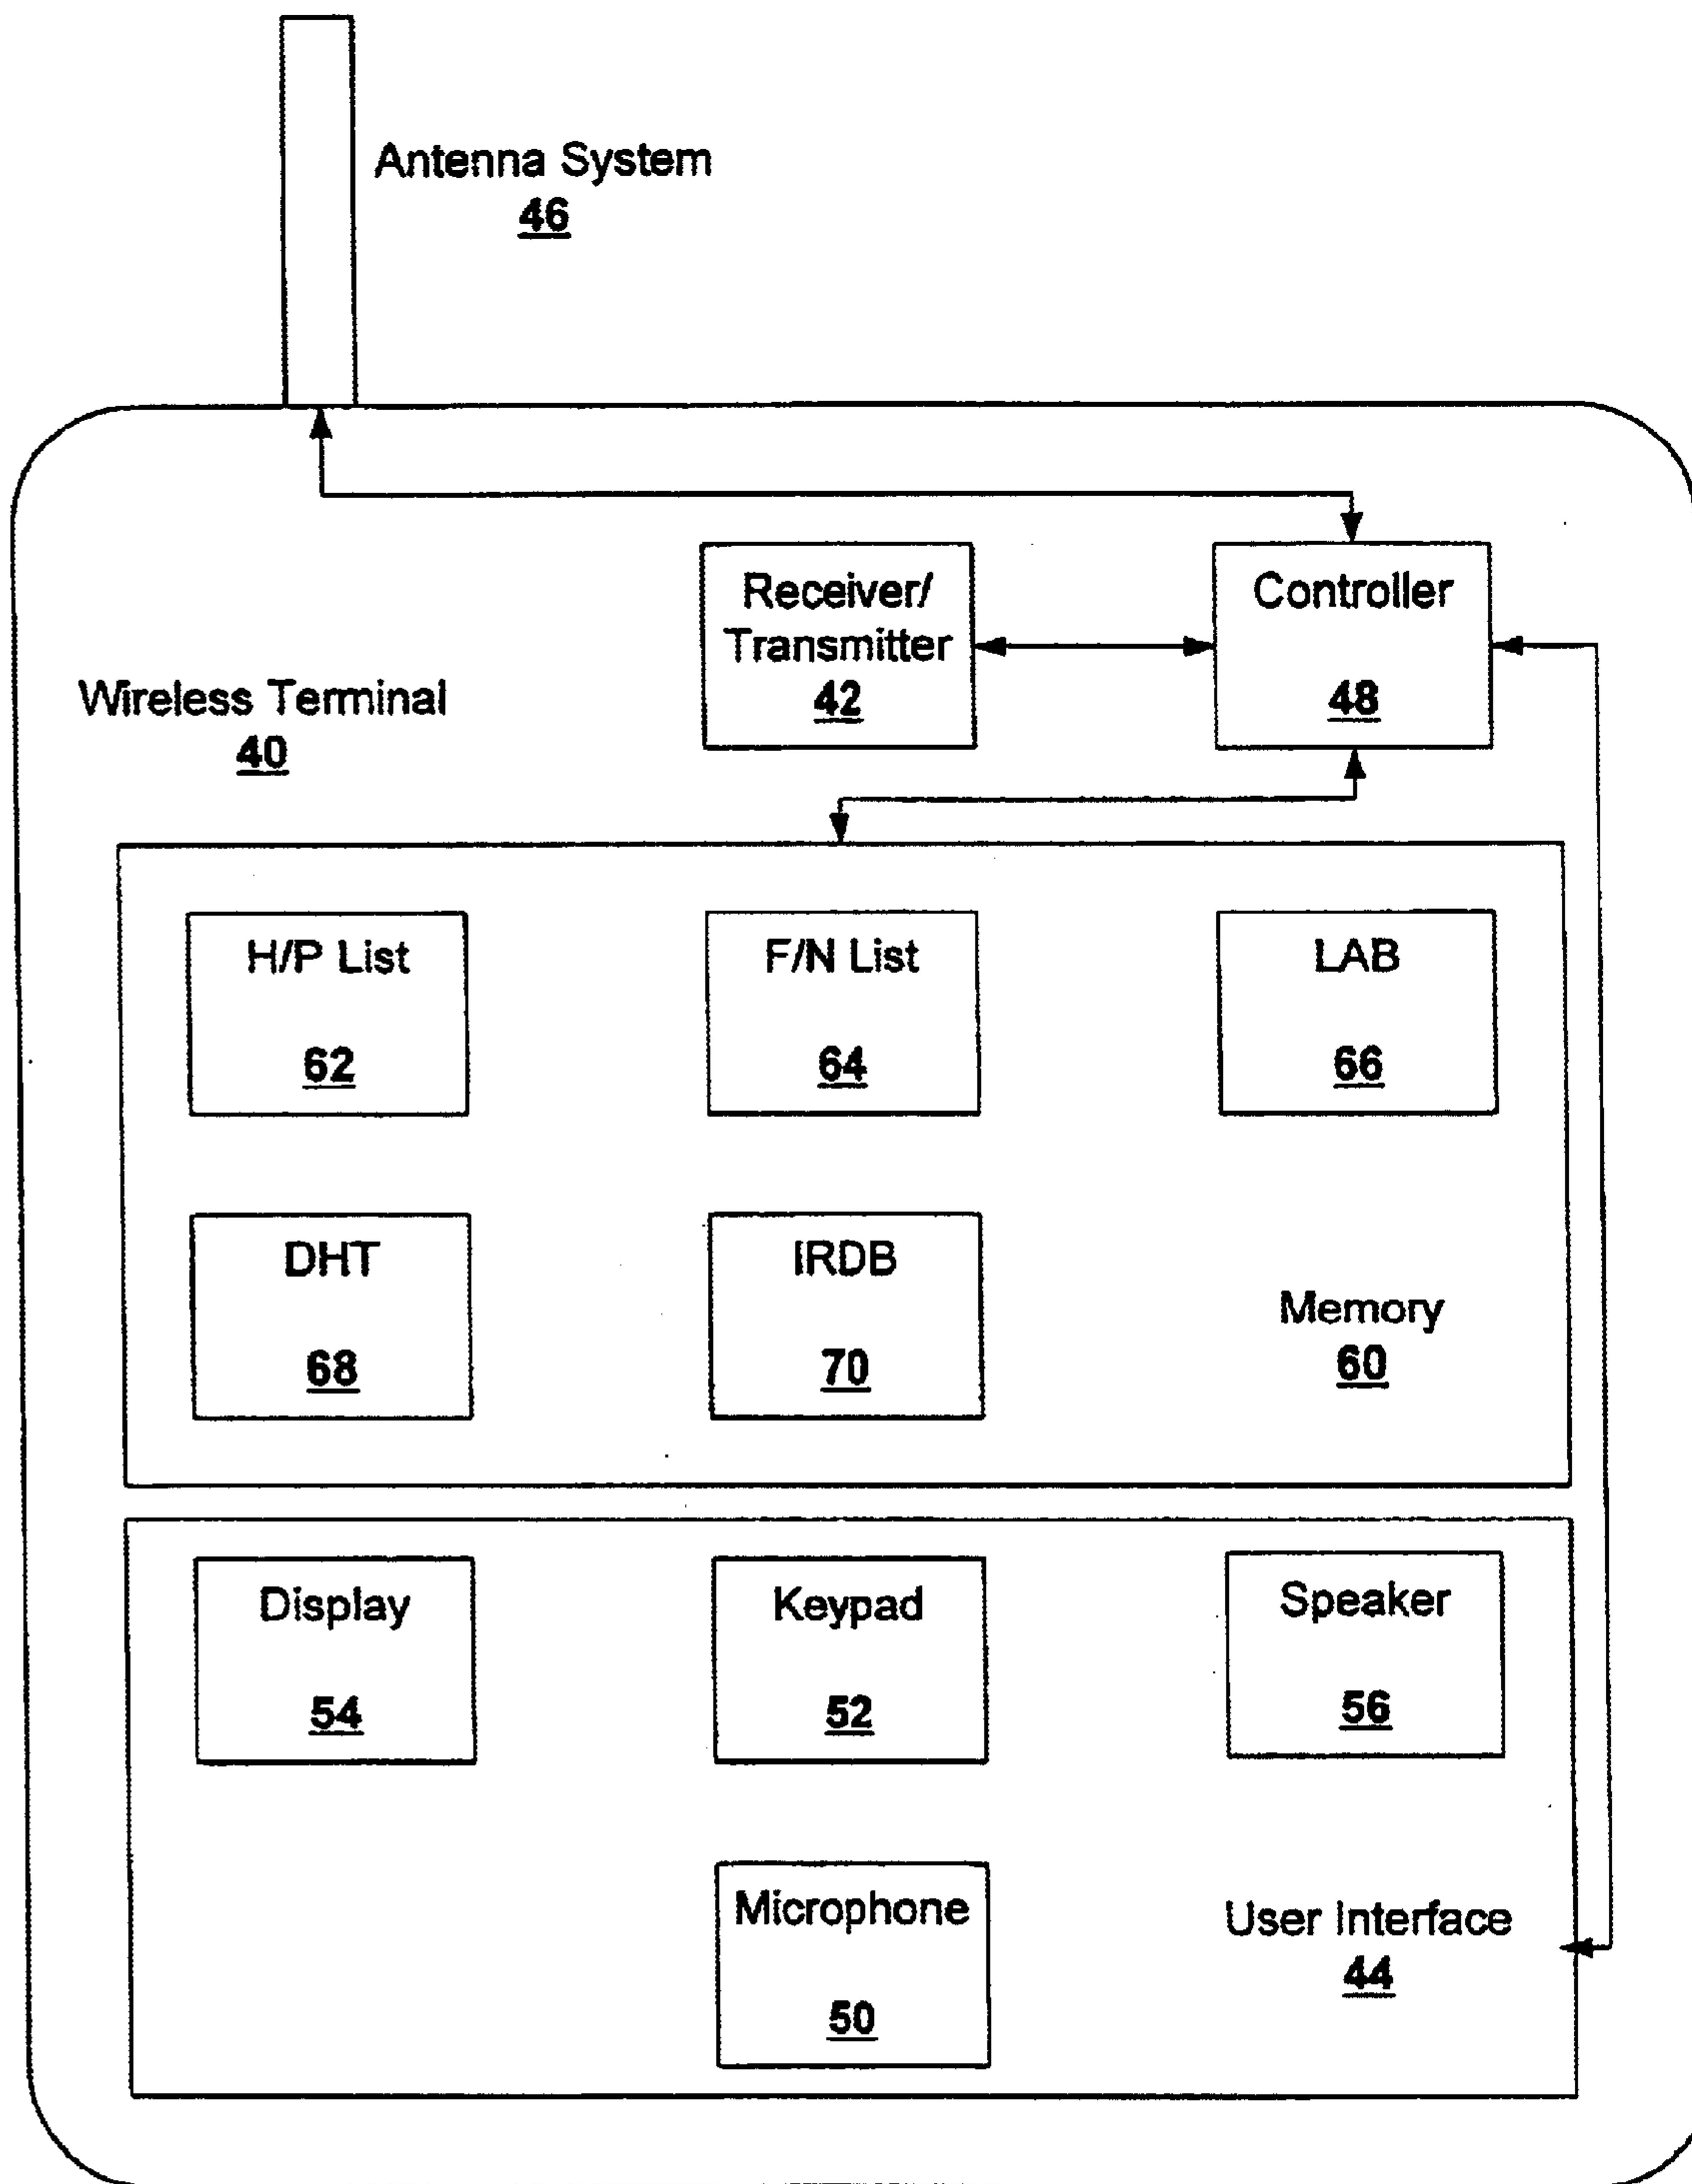 Antenna System
46
Receiver/
Transmitter
42
Controller
48
Wireless Terminal
40
H/P List
62
F/N List
64
LAB
66
DHT
68
IRDB
70
Memory
60
Display
54
Keypad
52
Speaker
56
Microphone
50
User Interface
44